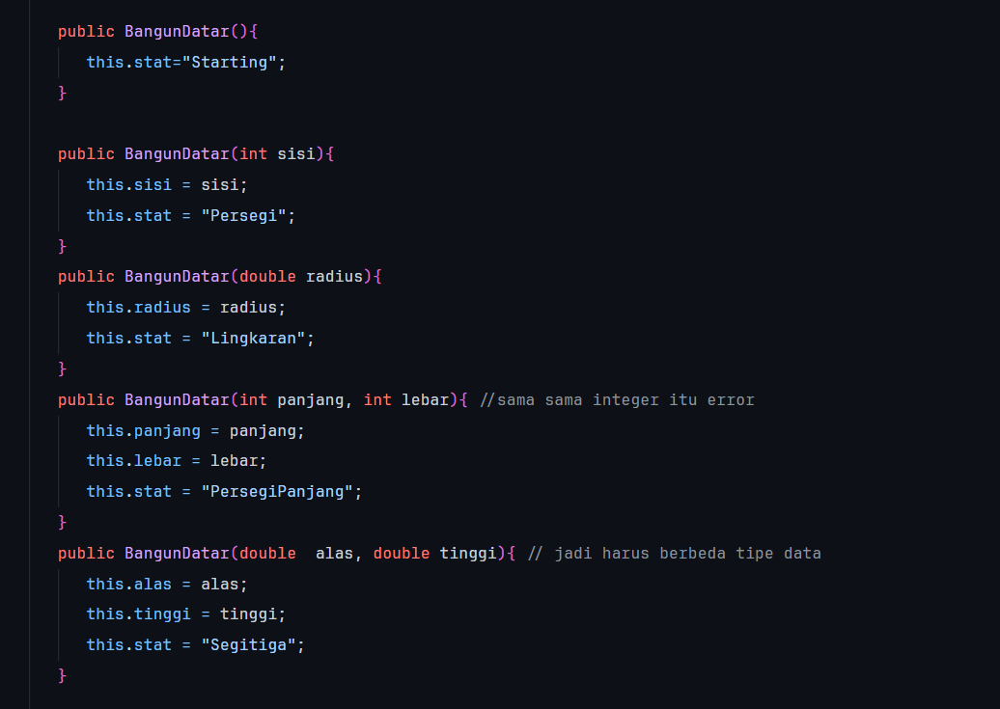 public BangunDatar(){
this.stat="Starting";
}
public BangunDatar(int sisi){
this.sisi = sisi;
this.stat = "Persegi";
}
public BangunDatar(double radius){
this.radius = radius;
this.stat = "Lingkaran";
}
public BangunDatar(int panjang, int lebar){ //sama sama integer itu error
this.panjang = panjang;
this.lebar = lebar;
this.stat = "PersegiPanjang";
}
public BangunDatar(double  alas, double tinggi){ // jadi harus berbeda tipe data
this.alas = alas;
this.tinggi = tinggi;
this.stat = "Segitiga";
}